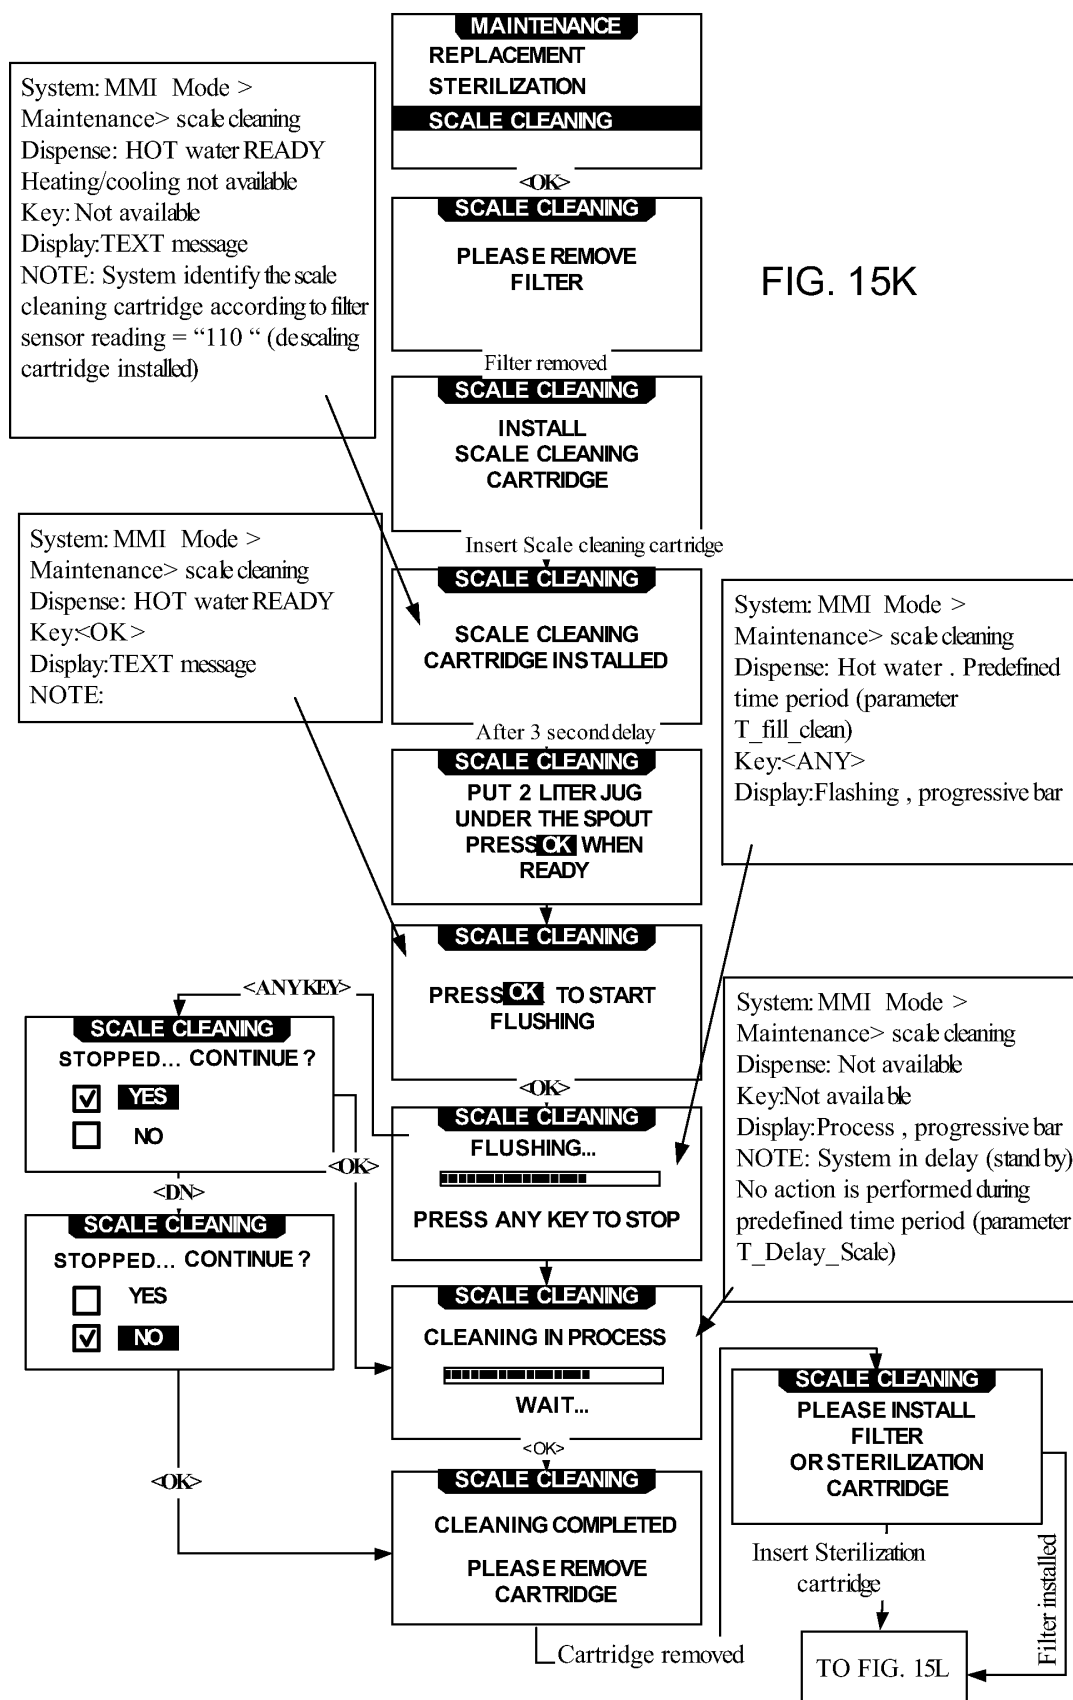 MAINTENANCE
REPLACEMENT
STERILIZATION
SCALE CLEANING
<OK>
System: MMI Mode >
Maintenance> scale cleaning
Dispense: HOT water READY
Heating/cooling not available
Key: Not available
Display:TEXT message
NOTE: System identify the scale
cleaning cartridge according to filter
sensor reading = “110 “ (descaling
cartridge installed)
SCALE CLEANING
PLEASE REMOVE
FILTER
FIG. 15K
Filter removed
SCALE CLEANING
INSTALL
SCALE CLEANING
CARTRIDGE
Insert Scale cleaning cartridge
System: MMI Mode >
Maintenance> scale cleaning
Dispense: HOT water READY
Key:<OK>
Display:TEXT message
NOTE:
SCALE CLEANING
SCALE CLEANING
CARTRIDGE INSTALLED
After 3 second delay
System: MMI Mode >
Maintenance> scale cleaning
Dispense: Hot water . Predefined
time period (parameter
T_fill_clean)
Key:<ANY>
Display:Flashing , progressive bar
SCALE CLEANING
PUT 2 LITER JUG
UNDER THE SPOUT
PRESS OK WHEN
READY
SCALE CLEANING
PRESS OK TO START
FLUSHING
<OK>
<ANY KEY>
SCALE CLEANING
STOPPED... CONTINUE ?
YES
NO
<DN>
<OK>
SCALE CLEANING
FLUSHING...
PRESS ANY KEY TO STOP
System: MMI Mode >
Maintenance> scale cleaning
Dispense: Not available
Key:Not available
Display:Process , progressive bar
NOTE: System in delay (stand by)
No action is performed during
predefined time period (parameter
T_Delay_Scale)
SCALE CLEANING
STOPPED... CONTINUE ?
YES
NO
<OK>
SCALE CLEANING
CLEANING IN PROCESS
WAIT...
<OK>
SCALE CLEANING
CLEANING COMPLETED
PLEASE REMOVE
CARTRIDGE
Cartridge removed
SCALE CLEANING
PLEASE INSTALL
FILTER
OR STERILIZATION
CARTRIDGE
Insert Sterilization
cartridge
Filter installed
TO FIG. 15L